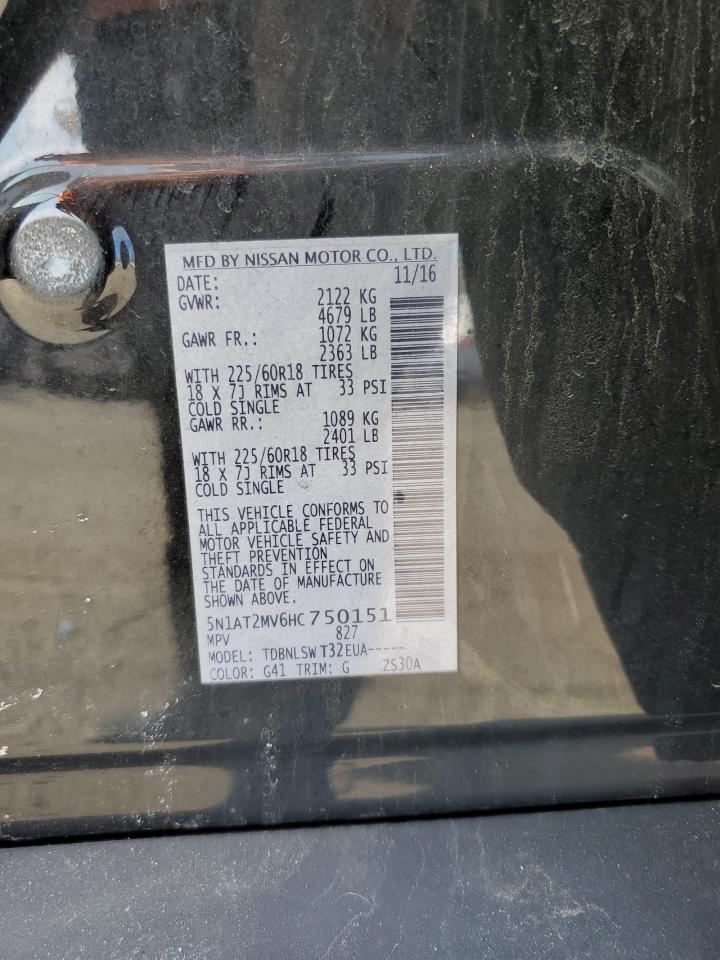 MFD BY NISSAN MOTOR CO., LTD.
DATE: 11/16
GVWR: 2122 KG
4679 LB
GAWR FR.: 1072 KG
2363 LB
WITH 225/60R18 TIRES
18 X 7J RIMS AT 33 PSI
COLD SINGLE
GAWR RR.: 1089 KG
2401 LB
WITH 225/60R18 TIRES
18 X 7J RIMS AT 33 PSI
COLD SINGLE
THIS VEHICLE CONFORMS TO
ALL APPLICABLE FEDERAL
MOTOR VEHICLE SAFETY AND
THEFT PREVENTION
STANDARDS IN EFFECT ON
THE DATE OF MANUFACTURE
SHOWN ABOVE.
5N1AT2MV6HC750151
MPV 827
MODEL: TDBNLSW T32EUA-----
COLOR: G41 TRIM: G ZS30A